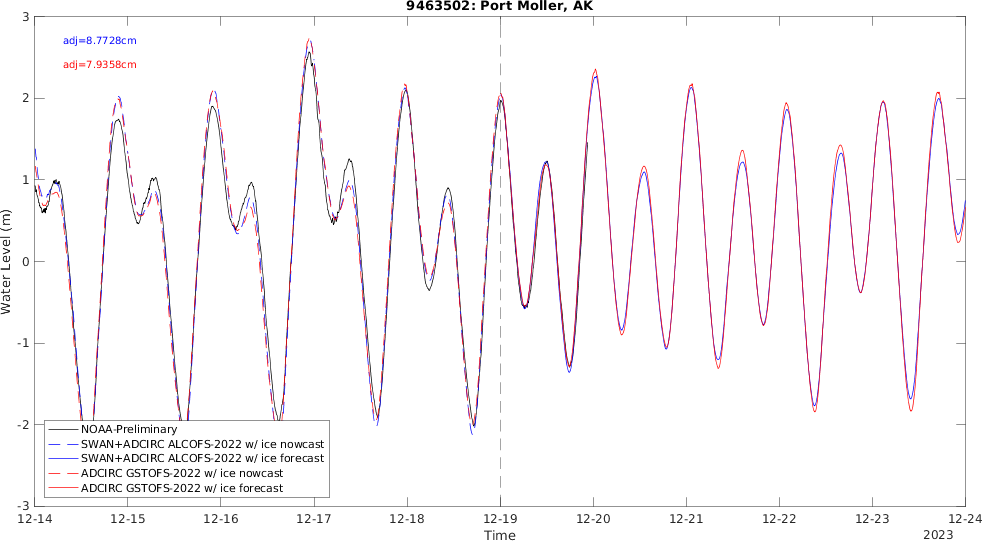 9463502: Port Moller, AK
adj=8.7728cm
adj=7.9358cm
Water Level (m)
3
2
1
0
-1
-2
-3
NOAA-Preliminary
SWAN+ADCIRC ALCOFS-2022 w/ ice nowcast
SWAN+ADCIRC ALCOFS-2022 w/ ice forecast
ADCIRC GSTOFS-2022 w/ ice nowcast
ADCIRC GSTOFS-2022 w/ ice forecast
12-14 12-15 12-16 12-17 12-18 12-19 12-20 12-21 12-22 12-23 12-24
Time
2023